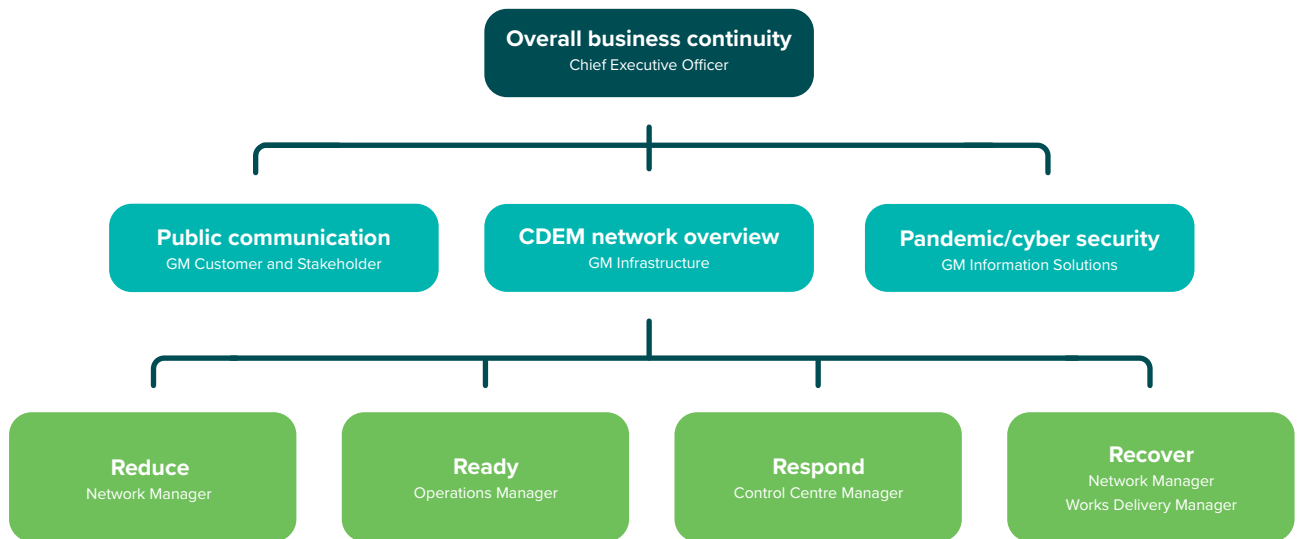 Overall business continuity
Chief Executive Officer
Public communication
GM Customer and Stakeholder
CDEM network overview
GM Infrastructure
Pandemic/cyber security
GM Information Solutions
Reduce
Network Manager
Ready
Operations Manager
Respond
Control Centre Manager
Recover
Network Manager
Works Delivery Manager